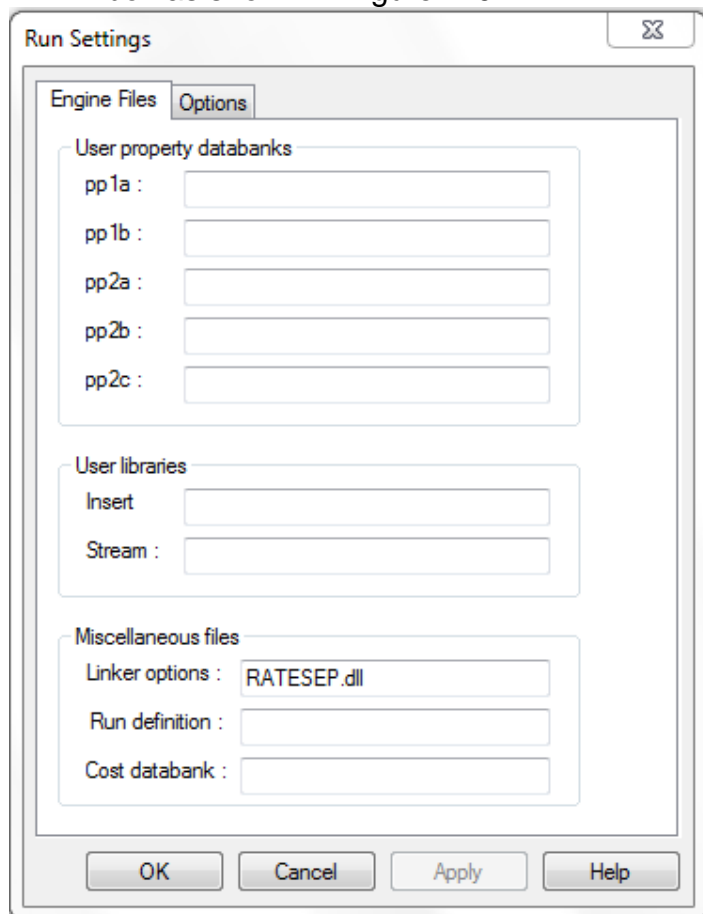 Run Settings
Engine Files Options
User property databanks
pp1a :
pp1b :
pp2a :
pp2b :
pp2c :
User libraries
Insert
Stream :
Miscellaneous files
Linker options : RATESEP.dll
Run definition :
Cost databank :
OK Cancel Apply Help